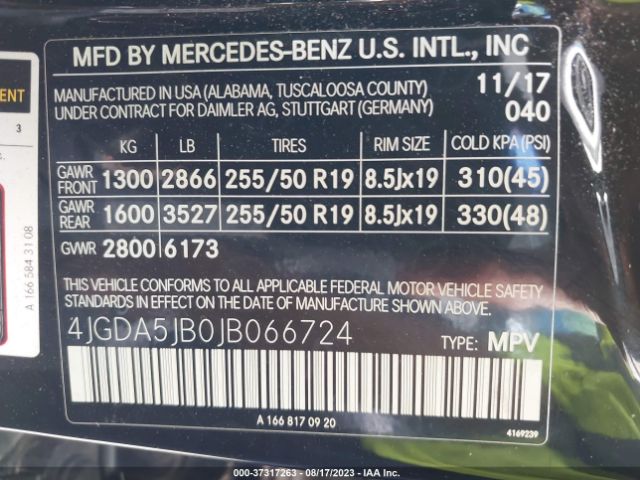 MFD BY MERCEDES-BENZ U.S. INTL., INC
MANUFACTURED IN USA (ALABAMA, TUSCALOOSA COUNTY) 11/17
UNDER CONTRACT FOR DAIMLER AG, STUTTGART (GERMANY) 040
KG LB TIRES RIM SIZE COLD KPA (PSI)
GAWR FRONT 1300 2866 255/50 R19 8.5Jx19 310(45)
GAWR REAR 1600 3527 255/50 R19 8.5Jx19 330(48)
GVWR 2800 6173
THIS VEHICLE CONFORMS TO ALL APPLICABLE FEDERAL MOTOR VEHICLE SAFETY
BUMPER, AND THEFT PREVENTION STANDARDS IN EFFECT ON THE
DATE OF MANUFACTURE SHOWN ABOVE.
4JGDA5JB0JB066724 TYPE: MPV
A 166 817 09 20
4169239
ENT
3
C.
A 166 584 31 08
000-37317263 - 08/17/2023 - IAA Inc.